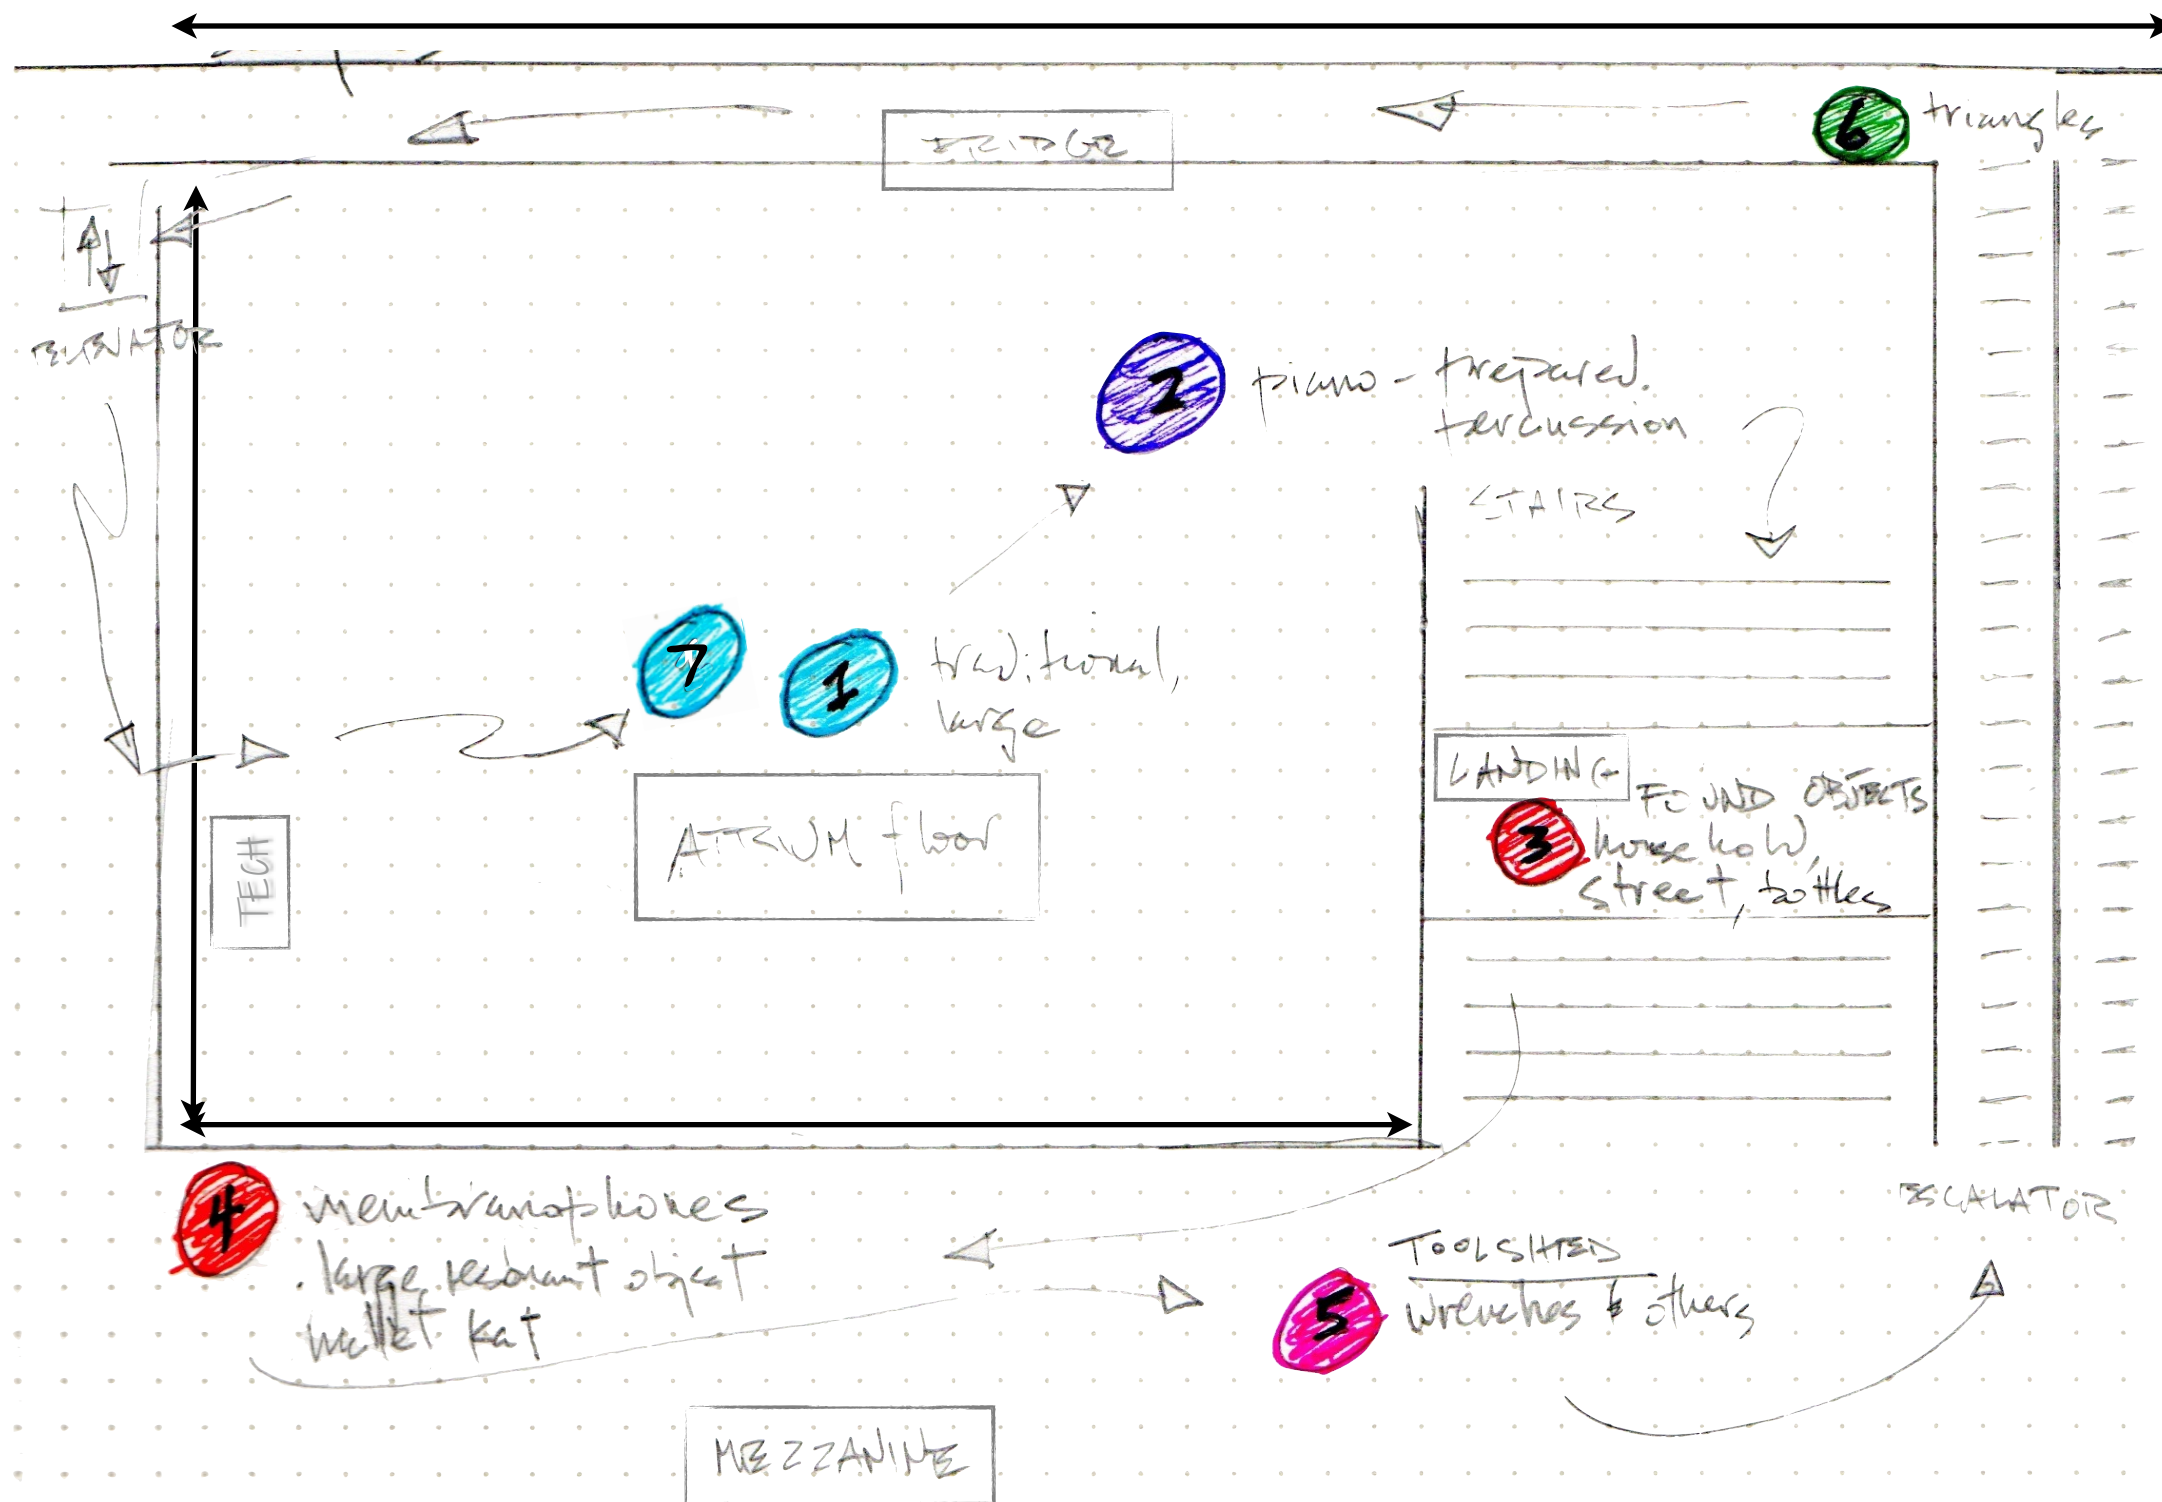 BRIDGE
6
triangles
ELEVATOR
2
piano - prepared.
percussion
STAIRS
7
1
traditional,
large
LANDING
FOUND OBJECTS
3
household,
street, bottles
ATRIUM floor
TECH
4
membranophones
. large resonant object
mallet kat
ESCALATOR
TOOLSHED
5
wrenches & others
MEZZANINE